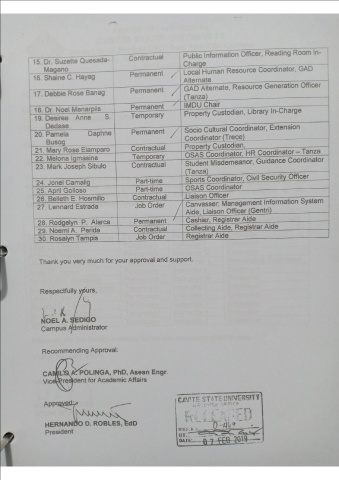 15. Dr. Suzette Quesada-Magano Contractual Public Information Officer, Reading Room In-Charge
16. Shaine C. Hayag Permanent Local Human Resource Coordinator, GAD Alternate
17. Debbie Rose Banag Permanent GAD Alternate, Resource Generation Officer (Tanza)
18. Dr. Noel Manarpiis Permanent IMDU Chair
19. Desiree Anne S. Dedase Temporary Property Custodian, Library In-Charge
20. Pamela Daphne Busog Permanent Socio Cultural Coordinator, Extension Coordinator (Trece)
21. Mary Rose Elamparo Contractual Property Custodian,
22. Melona Igmasina Temporary OSAS Coordinator, HR Coordinator – Tanza
23. Mark Joseph Sibulo Contractual Student Misdemeanor, Guidance Coordinator (Tanza)
24. Jonel Camalig Part-time Sports Coordinator, Civil Security Officer
25. April Golloso Part-time OSAS Coordinator
26. Belleth E. Hosmillo Contractual Liaison Officer
27. Lennard Estrada Job Order Canvasser, Management Information System Aide, Liaison Officer (Gentri)
28. Rodgelyn P. Alarca Permanent Cashier, Registrar Aide
29. Noemi A. Perida Contractual Collecting Aide, Registrar Aide
30. Rosalyn Tampia Job Order Registrar Aide
Thank you very much for your approval and support.
Respectfully yours,
NOEL A. SEDIGO
Campus Administrator
Recommending Approval:
CAMILO A. POLINGA, PhD, Asean Engr.
Vice President for Academic Affairs
Approved:
HERNANDO D. ROBLES, EdD
President
CAVITE STATE UNIVERSITY
RELEASED
DATE: 07 FEB 2019